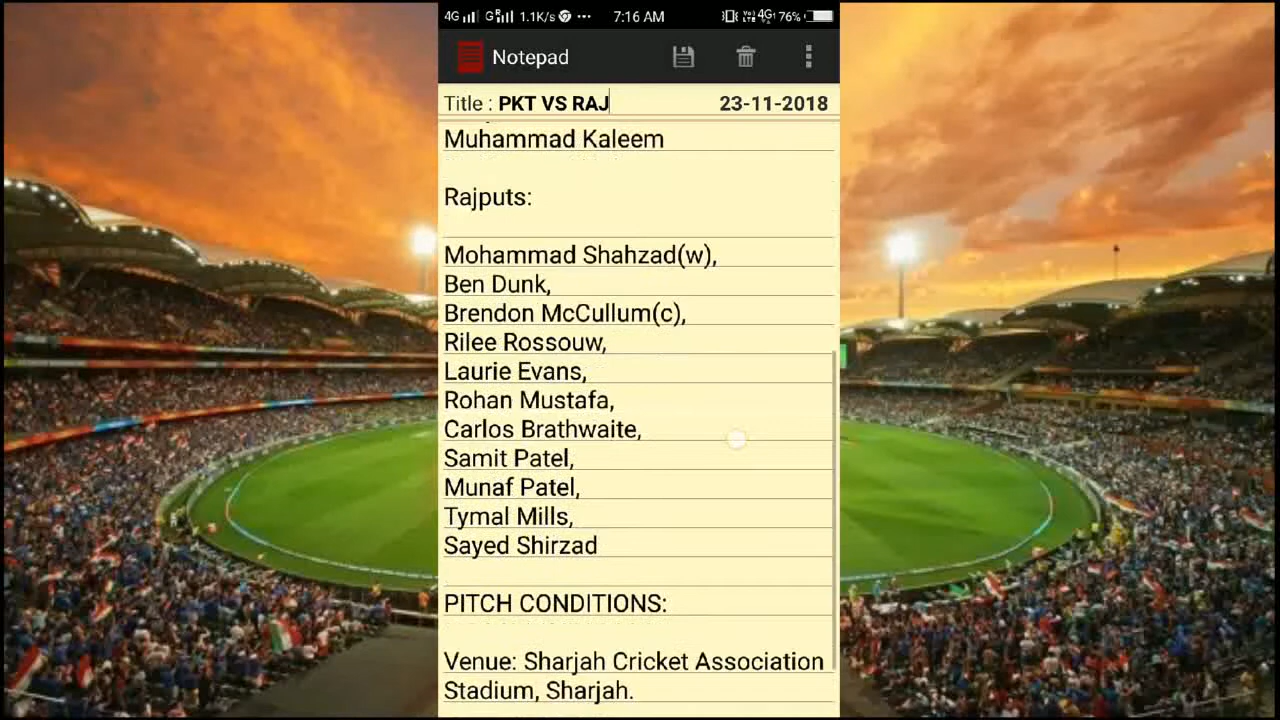 4G 1.1K/s 7:16 AM 4G 76%
Notepad
Title : PKT VS RAJ 23-11-2018
Muhammad Kaleem
Rajputs:
Mohammad Shahzad(w),
Ben Dunk,
Brendon McCullum(c),
Rilee Rossouw,
Laurie Evans,
Rohan Mustafa,
Carlos Brathwaite,
Samit Patel,
Munaf Patel,
Tymal Mills,
Sayed Shirzad
PITCH CONDITIONS:
Venue: Sharjah Cricket Association
Stadium, Sharjah.